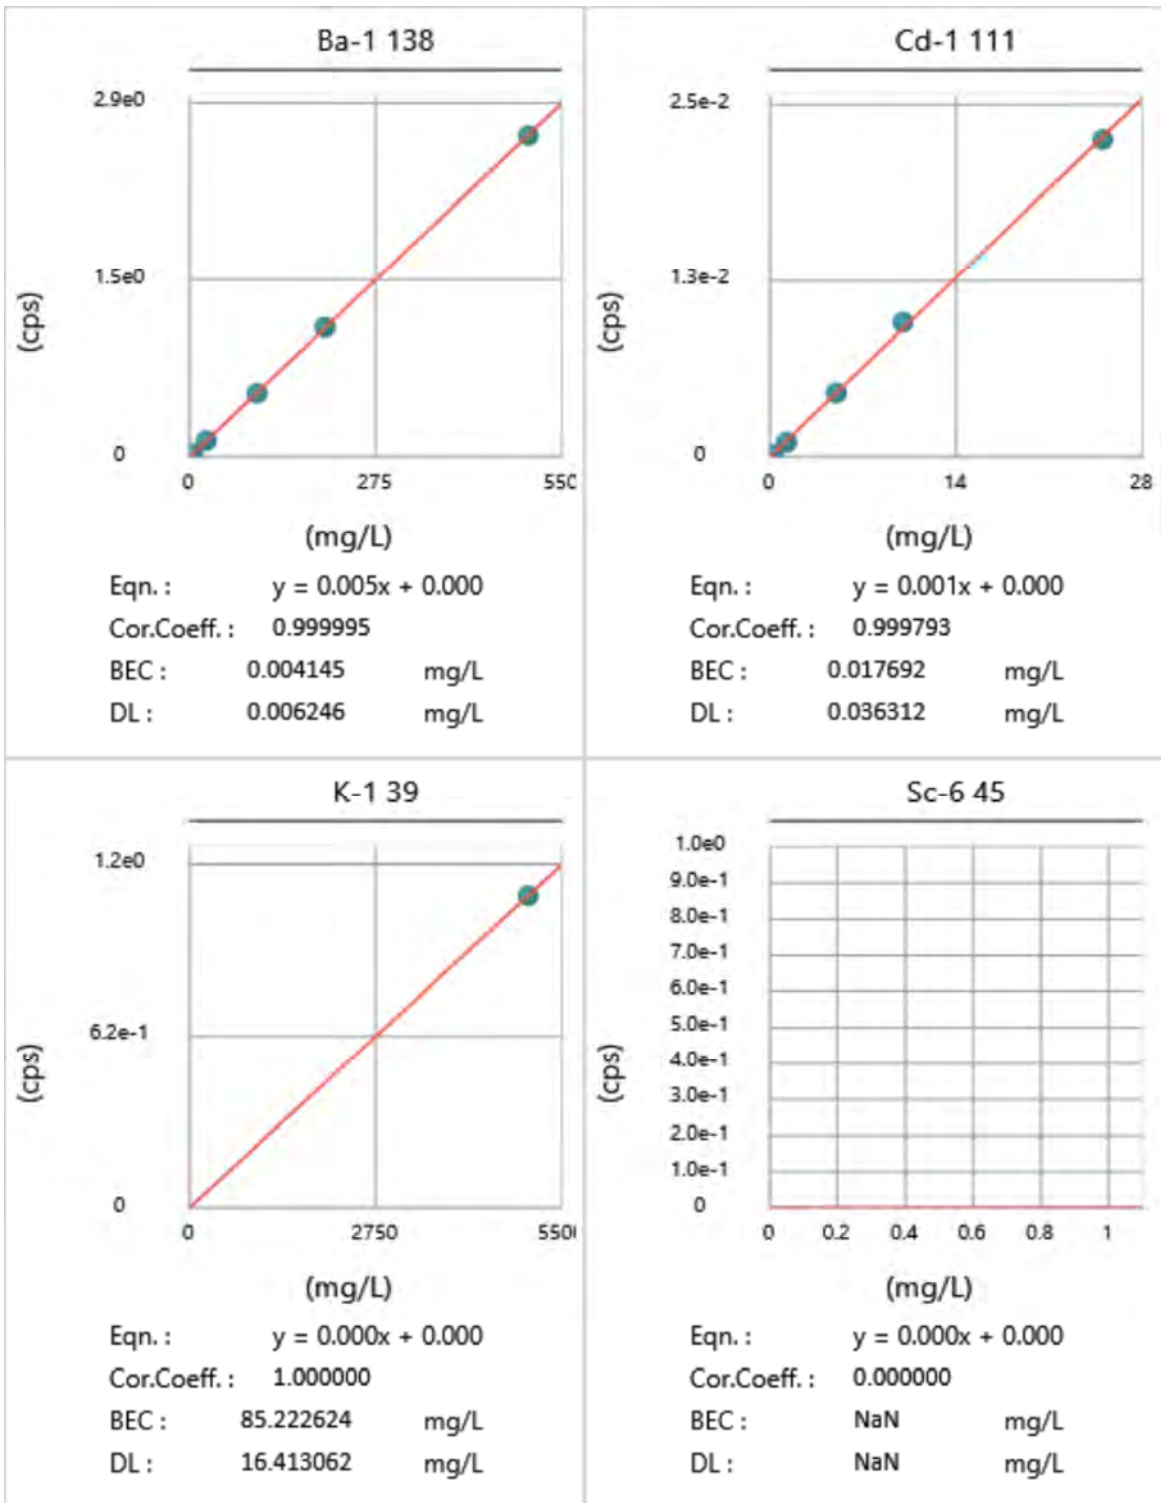 Ba-1 138
2.9e0
1.5e0
0
(cps)
0 275 550
(mg/L)
Eqn. : y = 0.005x + 0.000
Cor.Coeff. : 0.999995
BEC : 0.004145 mg/L
DL : 0.006246 mg/L
Cd-1 111
2.5e-2
1.3e-2
0
(cps)
0 14 28
(mg/L)
Eqn. : y = 0.001x + 0.000
Cor.Coeff. : 0.999793
BEC : 0.017692 mg/L
DL : 0.036312 mg/L
K-1 39
1.2e0
6.2e-1
0
(cps)
0 2750 550
(mg/L)
Eqn. : y = 0.000x + 0.000
Cor.Coeff. : 1.000000
BEC : 85.222624 mg/L
DL : 16.413062 mg/L
Sc-6 45
1.0e0
9.0e-1
8.0e-1
7.0e-1
6.0e-1
5.0e-1
4.0e-1
3.0e-1
2.0e-1
1.0e-1
0
(cps)
0 0.2 0.4 0.6 0.8 1
(mg/L)
Eqn. : y = 0.000x + 0.000
Cor.Coeff. : 0.000000
BEC : NaN mg/L
DL : NaN mg/L